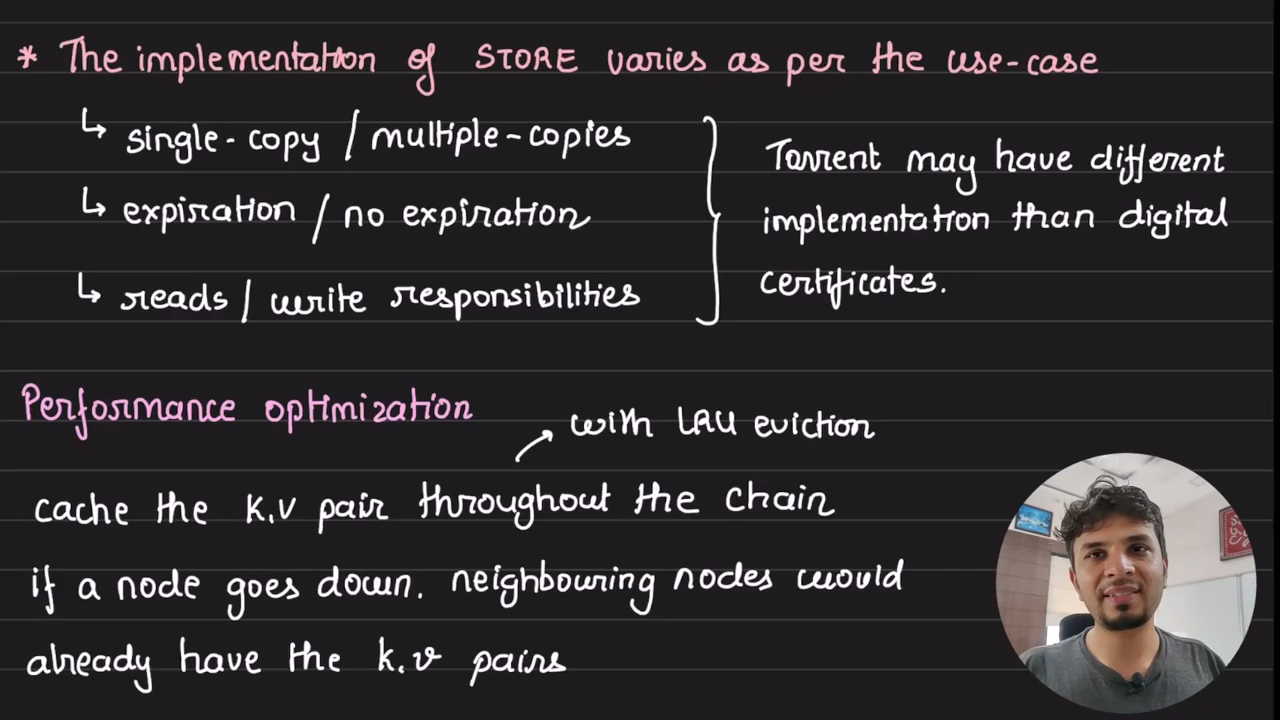 * The implementation of STORE varies as per the use-case
↳ single-copy / multiple-copies
↳ expiration / no expiration
↳ reads / write responsibilities
Torrent may have different
implementation than digital
certificates.
Performance optimization
with LRU eviction
cache the K,V pair throughout the chain
if a node goes down. neighbouring nodes would
already have the k,v pairs